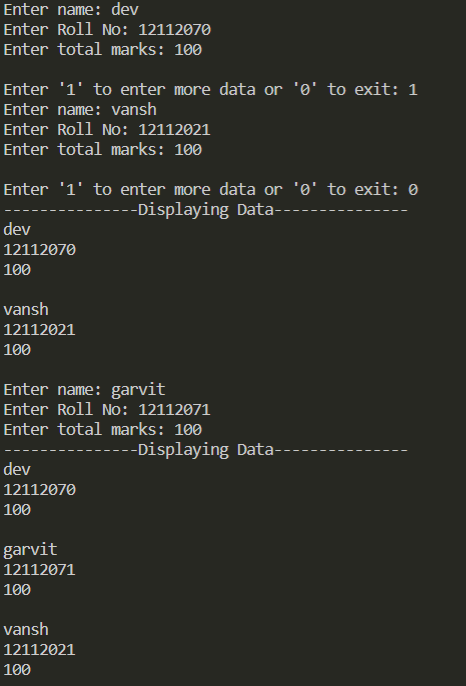 Enter name: dev
Enter Roll No: 12112070
Enter total marks: 100
Enter '1' to enter more data or '0' to exit: 1
Enter name: vansh
Enter Roll No: 12112021
Enter total marks: 100
Enter '1' to enter more data or '0' to exit: 0
---------------Displaying Data---------------
dev
12112070
100
vansh
12112021
100
Enter name: garvit
Enter Roll No: 12112071
Enter total marks: 100
---------------Displaying Data---------------
dev
12112070
100
garvit
12112071
100
vansh
12112021
100